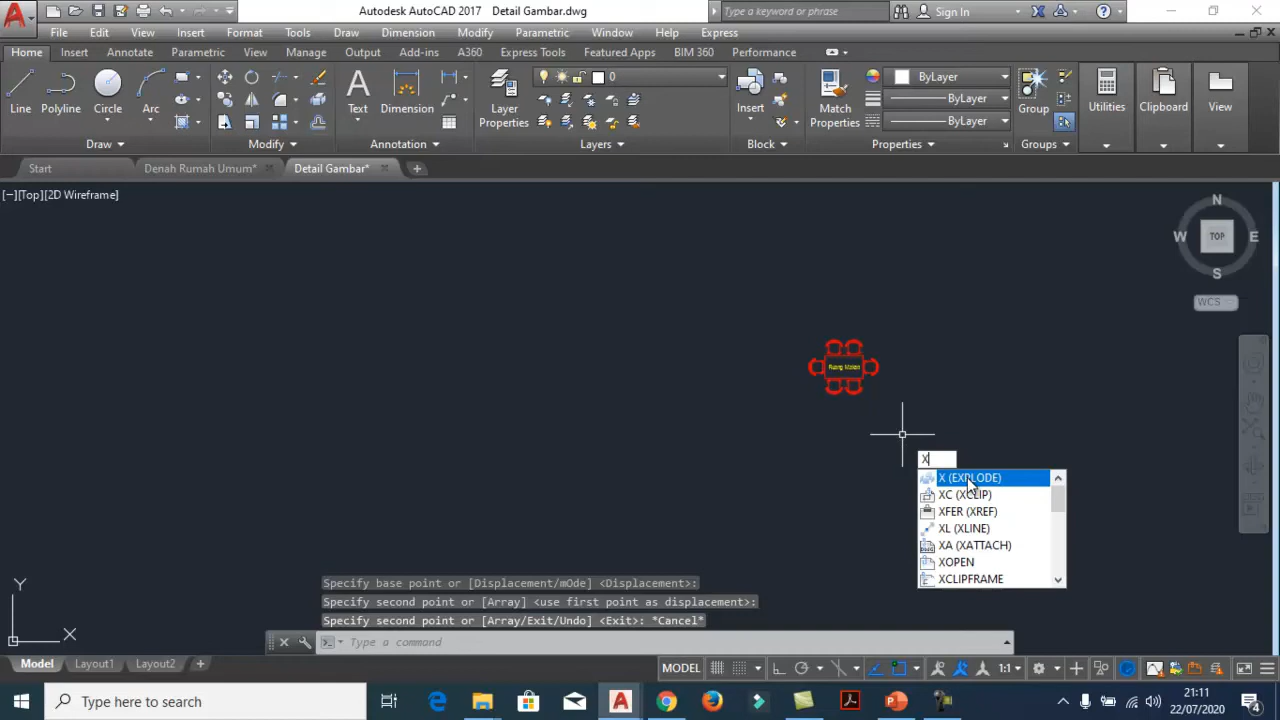 Autodesk AutoCAD 2017 Detail Gambar.dwg
Type a keyword or phrase
Sign In
File Edit View Insert Format Tools Draw Dimension Modify Parametric Window Help Express
Home Insert Annotate Parametric View Manage Output Add-ins A360 Express Tools Featured Apps BIM 360 Performance
0
ByLayer
ByLayer
ByLayer
Line Polyline Circle Arc
Text Dimension
Layer
Properties
Insert
Match
Properties
Group
Utilities
Clipboard
View
Draw Modify Annotation Layers Block Properties Groups
Start Denah Rumah Umum* Detail Gambar*
[−][Top][2D Wireframe]
N
W TOP E
S
WCS
X
X (EXPLODE)
XC (XCLIP)
XFER (XREF)
XL (XLINE)
XA (XATTACH)
XOPEN
XCLIPFRAME
Y
X
Specify base point or [Displacement/mOde] <Displacement>:
Specify second point or [Array] <use first point as displacement>:
Specify second point or [Array/Exit/Undo] <Exit>: *Cancel*
Type a command
Model Layout1 Layout2
MODEL
1:1
Type here to search
21:11
22/07/2020
4